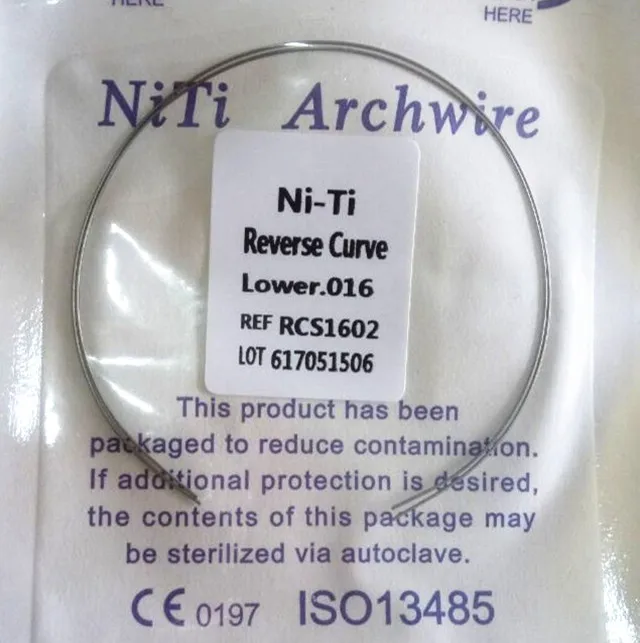 HERE
HERE
NiTi Archwire
Ni-Ti
Reverse Curve
Lower.016
REF RCS1602
LOT 617051506
This product has been
packaged to reduce contamination.
If additional protection is desired,
the contents of this package may
be sterilized via autoclave.
CE 0197 ISO13485